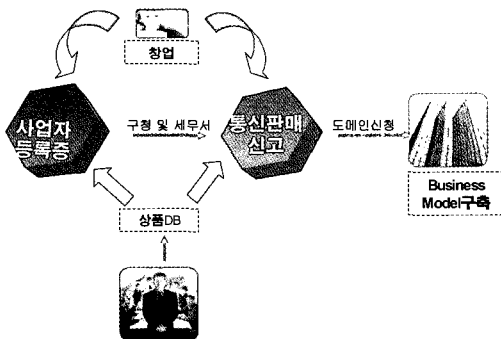 창업
사업자
등록증
구청 및 세무서
통신판매
신고
도메인신청
Business
Model구축
상품DB